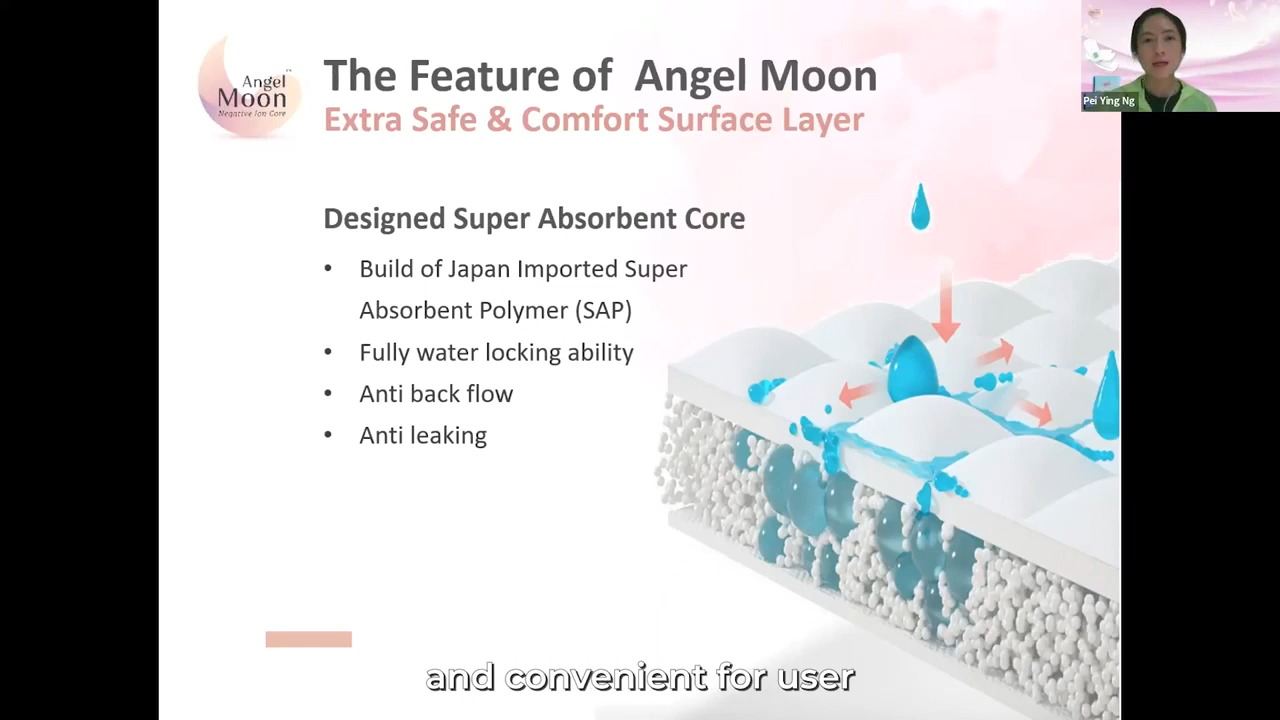 Angel
Moon
Negative Ion Core
The Feature of Angel Moon
Extra Safe & Comfort Surface Layer
Pei Ying Ng
Designed Super Absorbent Core
• Build of Japan Imported Super
Absorbent Polymer (SAP)
• Fully water locking ability
• Anti back flow
• Anti leaking
and convenient for user